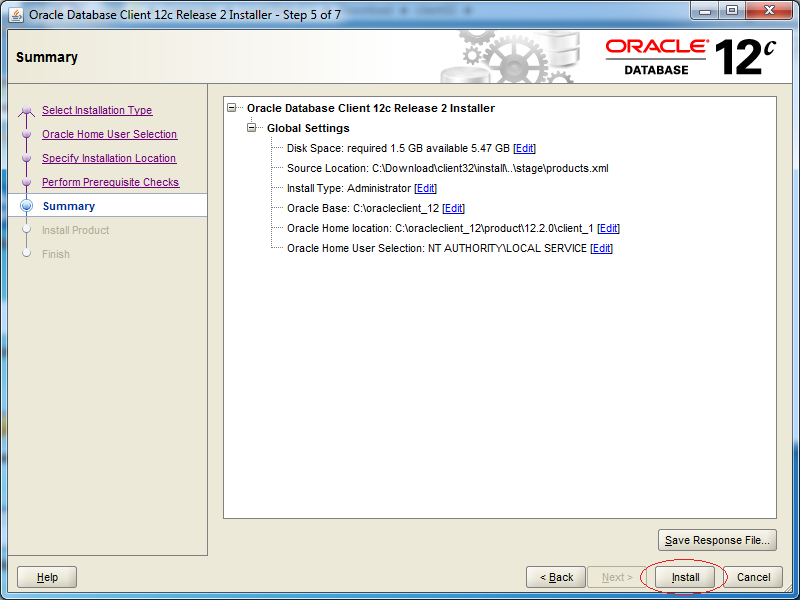 Oracle Database Client 12c Release 2 Installer - Step 5 of 7
Summary
ORACLE
DATABASE
12c
Select Installation Type
Oracle Home User Selection
Specify Installation Location
Perform Prerequisite Checks
Summary
Install Product
Finish
Oracle Database Client 12c Release 2 Installer
Global Settings
Disk Space: required 1.5 GB available 5.47 GB [Edit]
Source Location: C:\Download\client32\install\..\stage\products.xml
Install Type: Administrator [Edit]
Oracle Base: C:\oracleclient_12 [Edit]
Oracle Home location: C:\oracleclient_12\product\12.2.0\client_1 [Edit]
Oracle Home User Selection: NT AUTHORITY\LOCAL SERVICE [Edit]
Save Response File...
Help
< Back
Next >
Install
Cancel